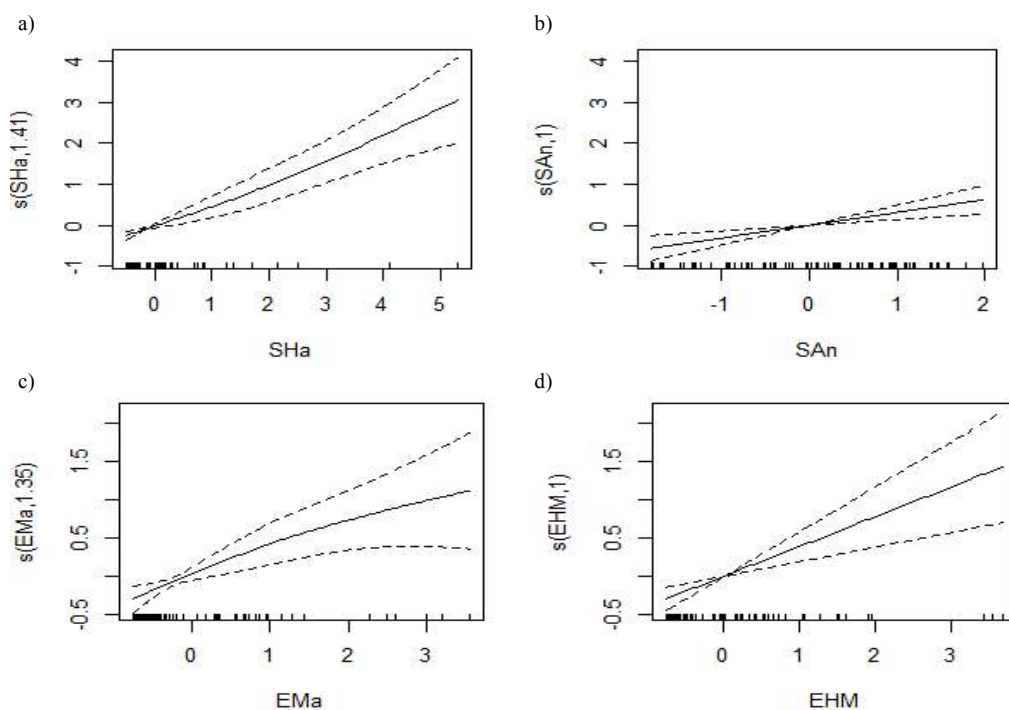 a)
s(SHa,1.41)
4
3
2
1
0
-1
0 1 2 3 4 5
SHa
b)
s(SAn,1)
4
3
2
1
0
-1
-1 0 1 2
SAn
c)
s(EMa,1.35)
1.5
0.5
-0.5
0 1 2 3
EMa
d)
s(EHM,1)
1.5
0.5
-0.5
0 1 2 3
EHM